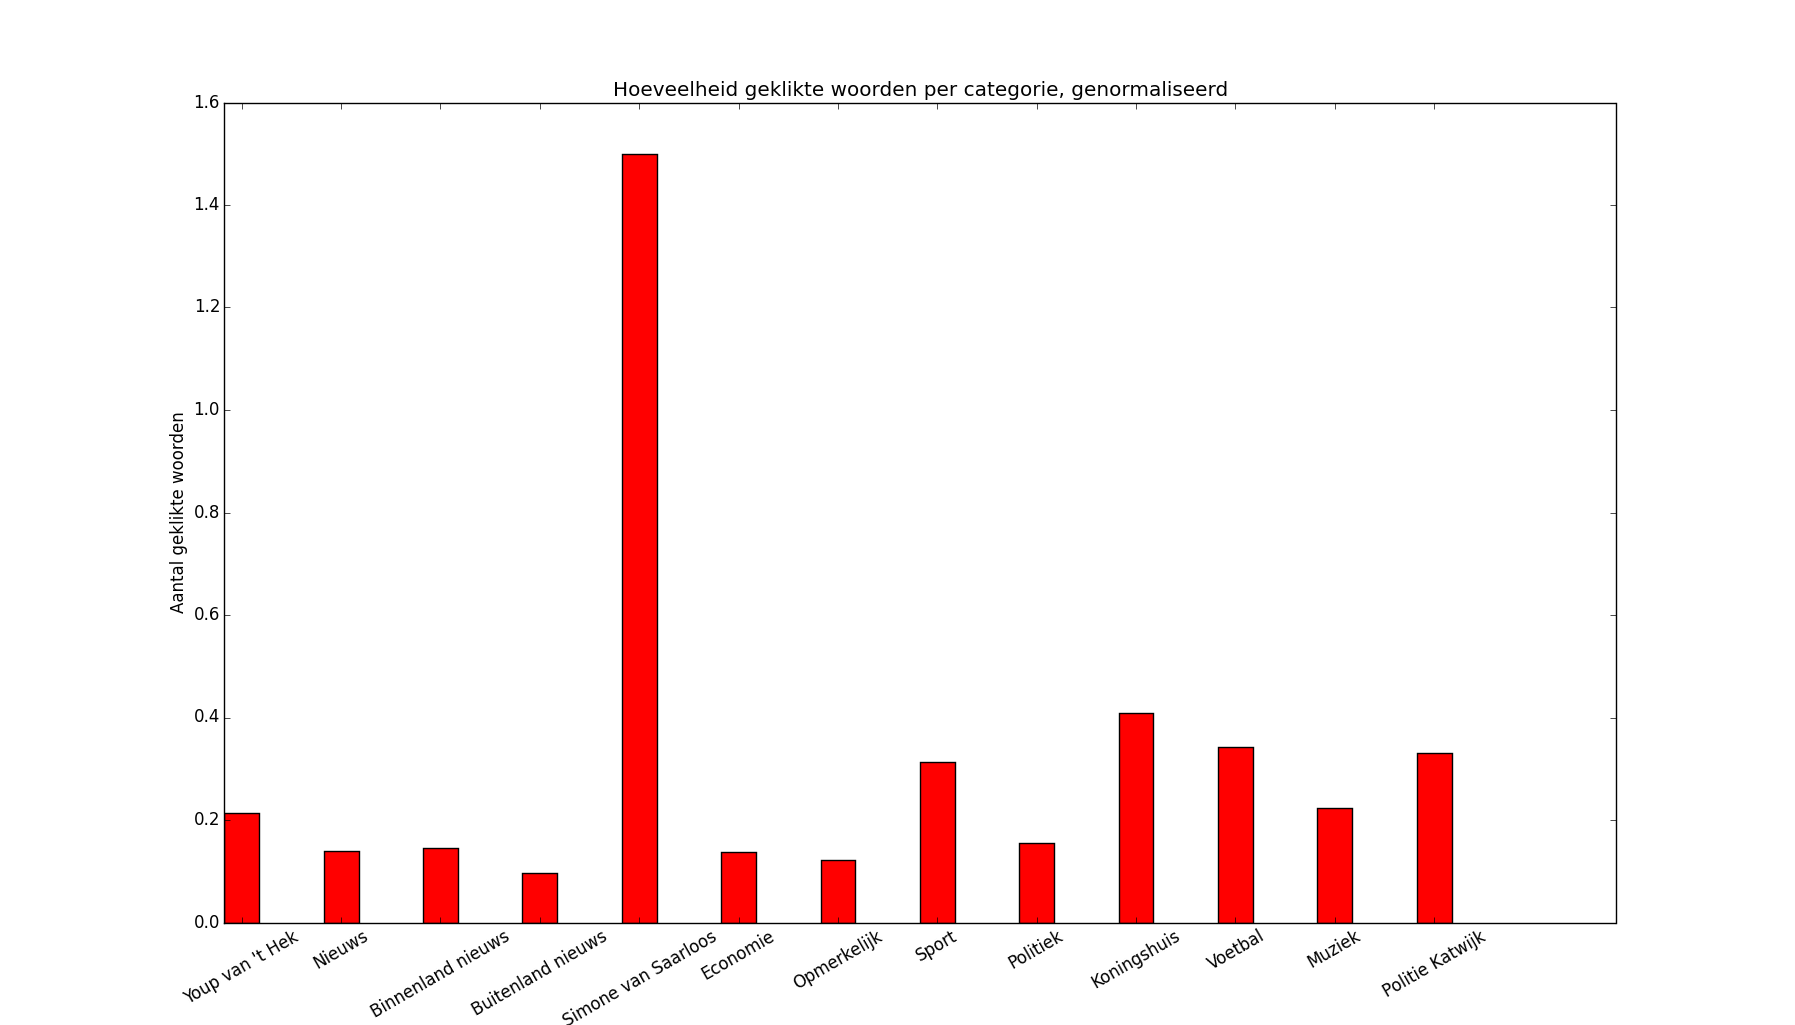 Hoeveelheid geklikte woorden per categorie, genormaliseerd
1.6
1.4
1.2
1.0
0.8
0.6
0.4
0.2
0.0
Aantal geklikte woorden
Youp van 't Hek
Nieuws
Binnenland nieuws
Buitenland nieuws
Simone van Saarloos
Economie
Opmerkelijk
Sport
Politiek
Koningshuis
Voetbal
Muziek
Politie Katwijk